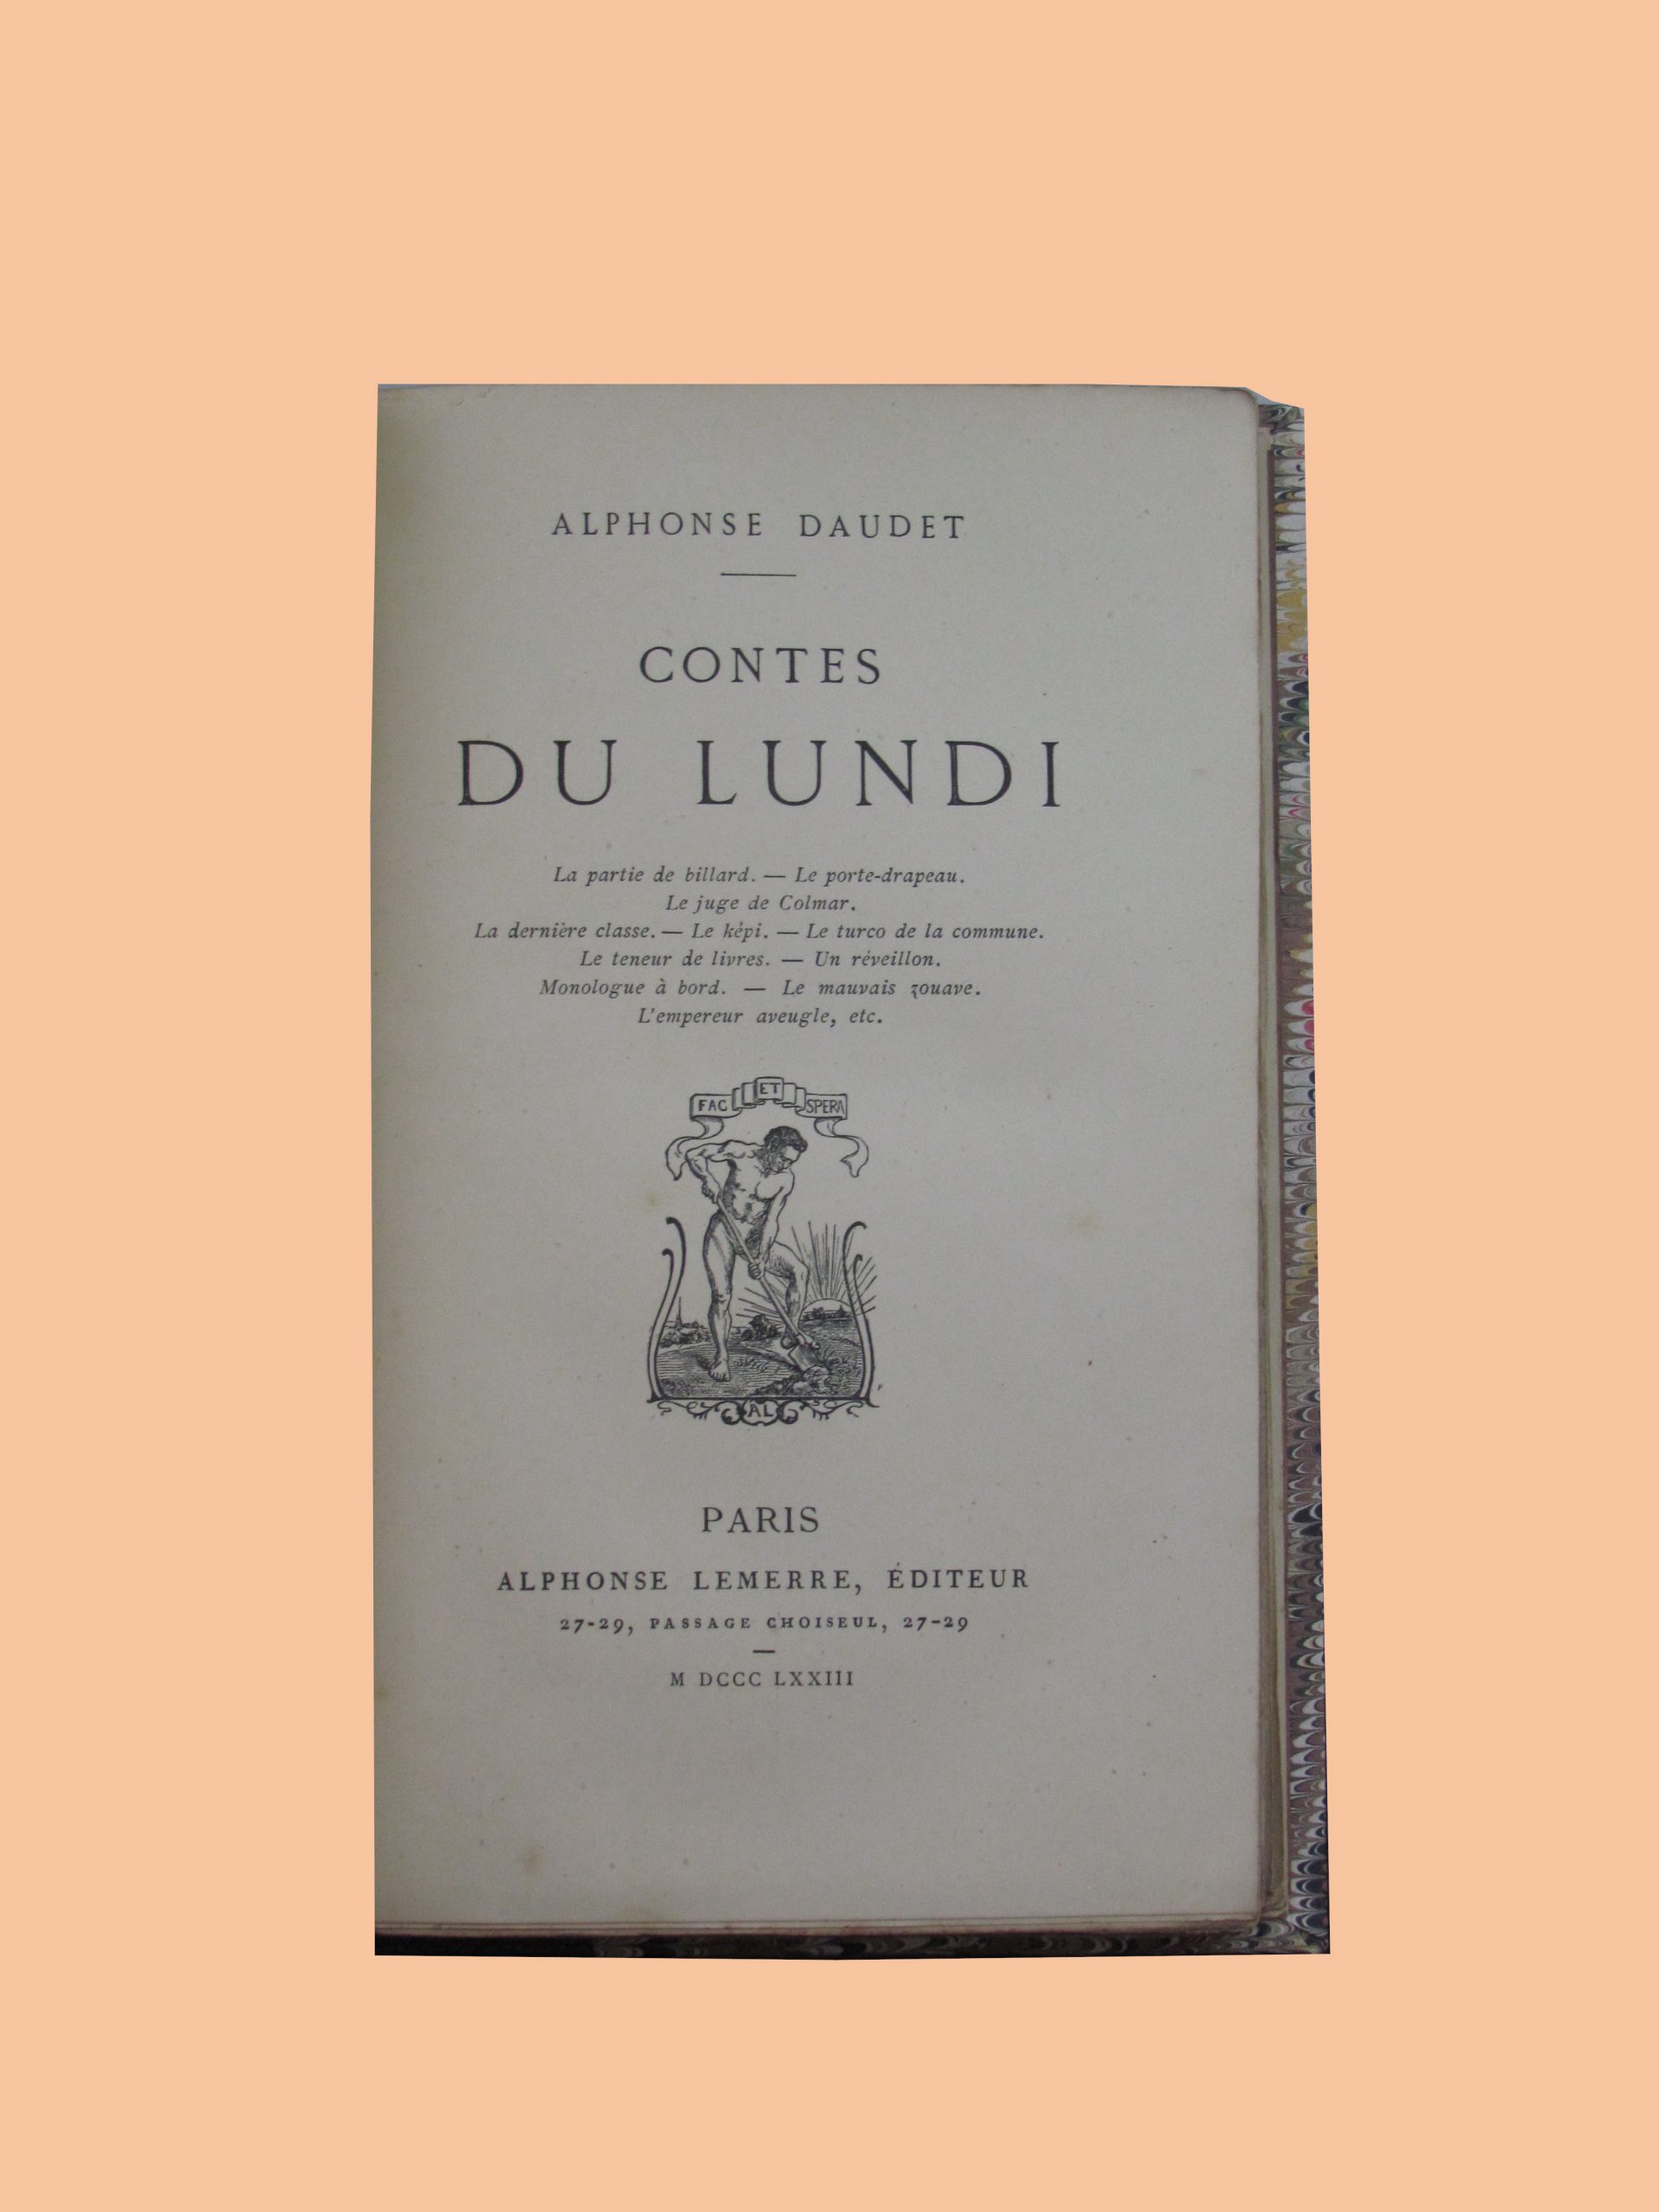 ALPHONSE DAUDET
CONTES
DU LUNDI
La partie de billard. — Le porte-drapeau.
Le juge de Colmar.
La dernière classe. — Le képi. — Le turco de la commune.
Le teneur de livres. — Un réveillon.
Monologue à bord. — Le mauvais zouave.
L'empereur aveugle, etc.
FAC ET SPERA
AL
PARIS
ALPHONSE LEMERRE, ÉDITEUR
27-29, PASSAGE CHOISEUL, 27-29
M DCCC LXXIII